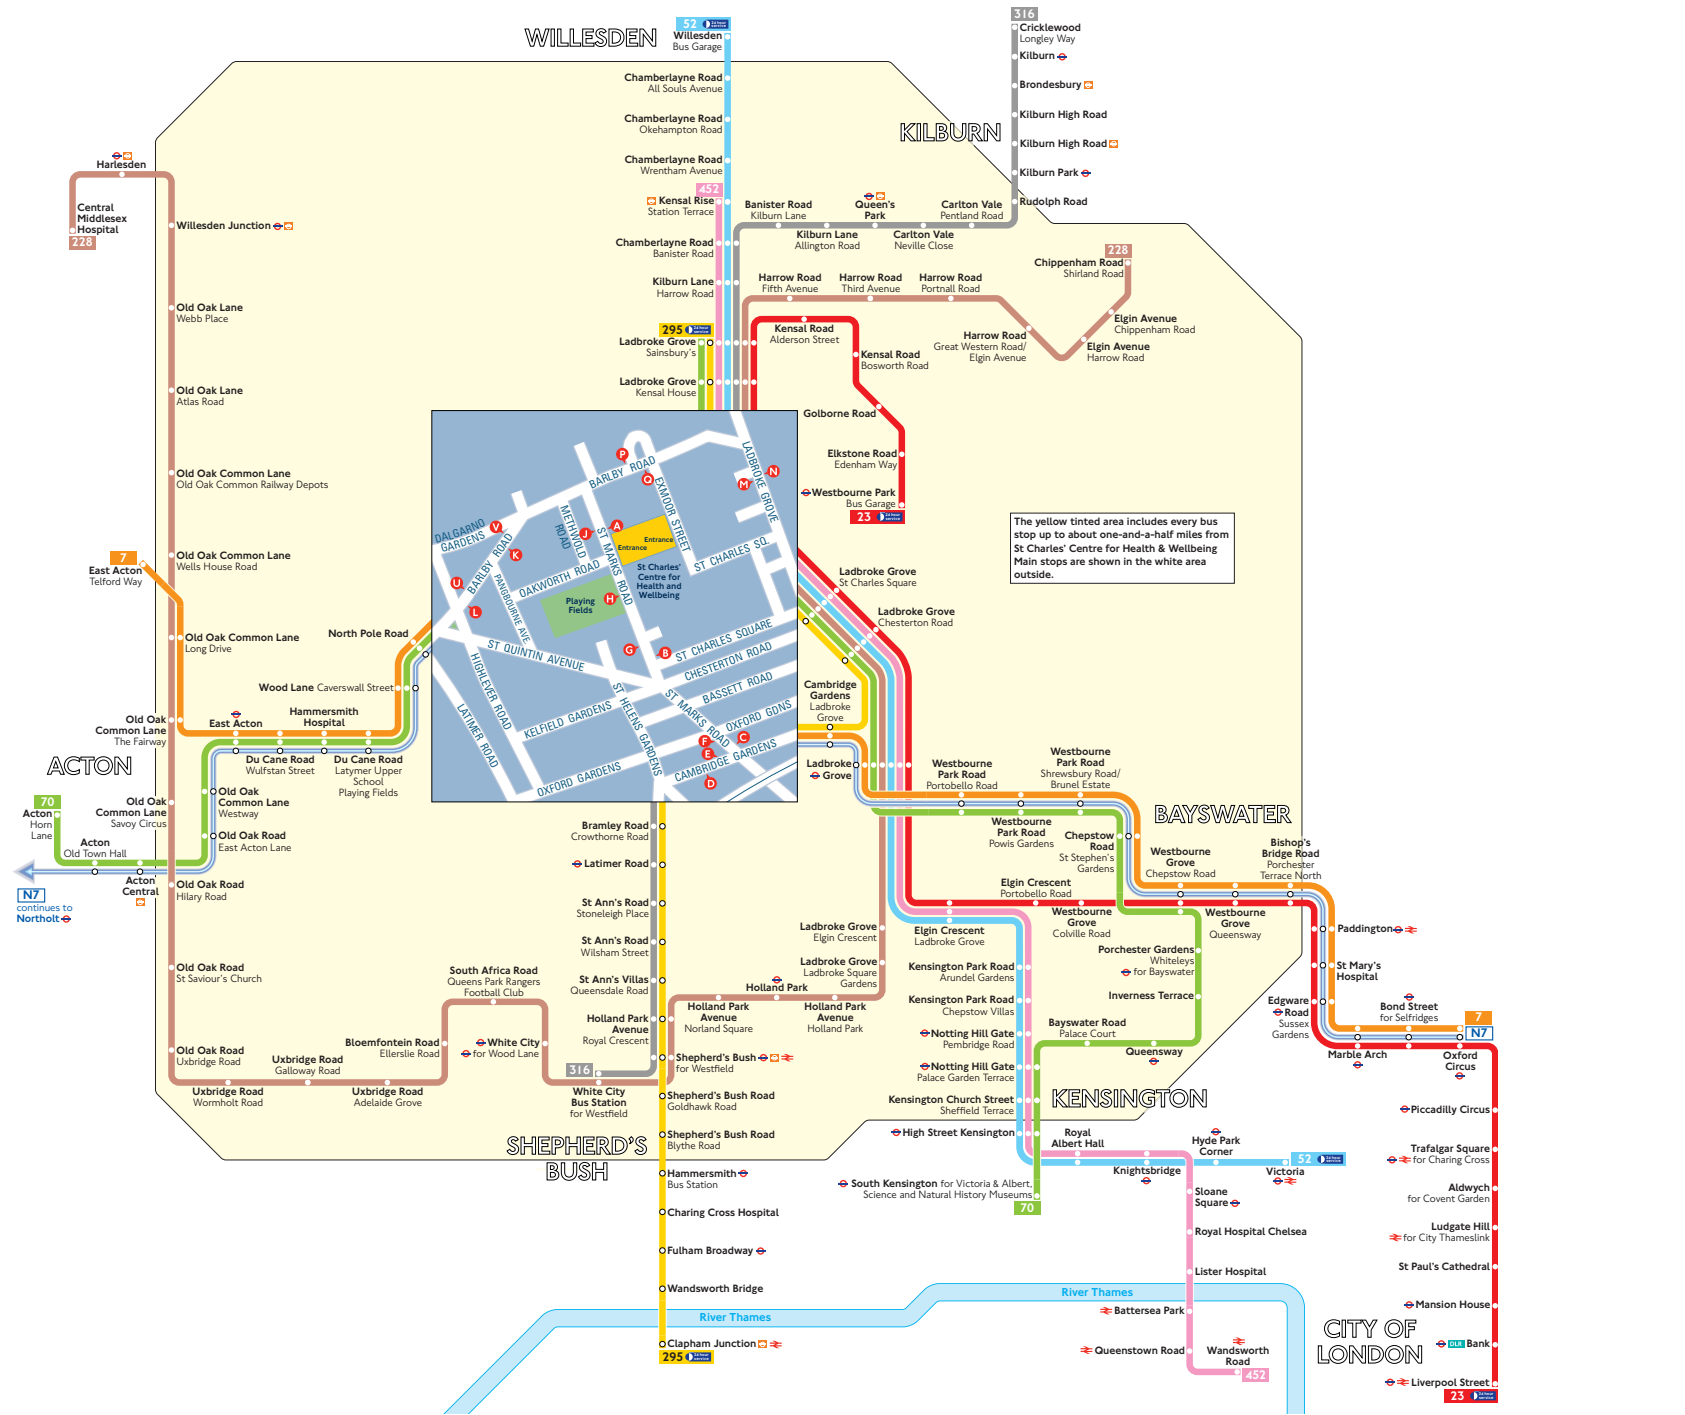 52 24 hour service
316
WILLESDEN
Willesden
Bus Garage
Cricklewood
Longley Way
Kilburn
Chamberlayne Road
All Souls Avenue
Brondesbury
Kilburn High Road
Chamberlayne Road
Okehampton Road
KILBURN
Kilburn High Road
Harlesden
Chamberlayne Road
Wrentham Avenue
Kilburn Park
452
Kensal Rise
Station Terrace
Banister Road
Kilburn Lane
Queen's
Park
Carlton Vale
Pentland Road
Rudolph Road
Central
Middlesex
Hospital
228
Willesden Junction
Kilburn Lane
Allington Road
Carlton Vale
Neville Close
Chamberlayne Road
Banister Road
228
Chippenham Road
Shirland Road
Kilburn Lane
Harrow Road
Harrow Road
Fifth Avenue
Harrow Road
Third Avenue
Harrow Road
Portnall Road
Old Oak Lane
Webb Place
295 24 hour service
Ladbroke Grove
Sainsbury's
Kensal Road
Alderson Street
Harrow Road
Great Western Road/
Elgin Avenue
Elgin Avenue
Chippenham Road
Elgin Avenue
Harrow Road
Kensal Road
Bosworth Road
Ladbroke Grove
Kensal House
Old Oak Lane
Atlas Road
Golborne Road
Elkstone Road
Edenham Way
Old Oak Common Lane
Old Oak Common Railway Depots
Westbourne Park
Bus Garage
23 24 hour service
The yellow tinted area includes every bus
stop up to about one-and-a-half miles from
St Charles' Centre for Health & Wellbeing
Main stops are shown in the white area
outside.
BARLBY ROAD
EXMOOR STREET
LADBROKE GROVE
P
Q
M
N
DALGARNO
GARDENS
METHWOLD
ROAD
ST MARKS ROAD
V
K
J
A
Entrance
Entrance
ST CHARLES SQ.
BARLBY ROAD
OAKWORTH ROAD
PANGBOURNE AVE.
St Charles'
Centre for
Health and
Wellbeing
U
L
Playing
Fields
H
G
B
ST QUINTIN AVENUE
ST CHARLES SQUARE
CHESTERTON ROAD
BASSETT ROAD
HIGHLEVER ROAD
LATIMER ROAD
KELFIELD GARDENS
ST HELENS GARDENS
ST MARKS ROAD
OXFORD GDNS
OXFORD GARDENS
CAMBRIDGE GARDENS
F
C
E
D
7
East Acton
Telford Way
Old Oak Common Lane
Wells House Road
Ladbroke Grove
St Charles Square
Ladbroke Grove
Chesterton Road
North Pole Road
Old Oak Common Lane
Long Drive
Wood Lane Caverswall Street
Cambridge
Gardens
Ladbroke
Grove
Old Oak
Common Lane
The Fairway
East Acton
Hammersmith
Hospital
Du Cane Road
Wulfstan Street
Du Cane Road
Latymer Upper
School
Playing Fields
Ladbroke
Grove
Westbourne
Park Road
Portobello Road
Westbourne
Park Road
Shrewsbury Road/
Brunel Estate
ACTON
70
Acton
Horn
Lane
Old Oak
Common Lane
Savoy Circus
Old Oak
Common Lane
Westway
Old Oak Road
East Acton Lane
Acton
Old Town Hall
Acton
Central
N7
continues to
Northolt
Old Oak Road
Hilary Road
Bramley Road
Crowthorne Road
Latimer Road
Westbourne
Park Road
Powis Gardens
Chepstow
Road
St Stephen's
Gardens
BAYSWATER
Westbourne
Grove
Chepstow Road
Bishop's
Bridge Road
Porchester
Terrace North
Elgin Crescent
Portobello Road
St Ann's Road
Stoneleigh Place
St Ann's Road
Wilsham Street
Ladbroke Grove
Elgin Crescent
Elgin Crescent
Ladbroke Grove
Westbourne
Grove
Colville Road
Westbourne
Grove
Queensway
Paddington
Porchester Gardens
Whiteleys
for Bayswater
St Mary's
Hospital
Old Oak Road
St Saviour's Church
South Africa Road
Queens Park Rangers
Football Club
St Ann's Villas
Queensdale Road
Ladbroke Grove
Ladbroke Square
Gardens
Kensington Park Road
Arundel Gardens
Holland Park
Inverness Terrace
Edgware
Road
Sussex
Gardens
Bond Street
for Selfridges
7
N7
Holland Park
Avenue
Royal Crescent
Holland Park
Avenue
Norland Square
Holland Park
Avenue
Holland Park
Kensington Park Road
Chepstow Villas
Notting Hill Gate
Pembridge Road
Bayswater Road
Palace Court
Queensway
Marble Arch
Oxford
Circus
Old Oak Road
Uxbridge Road
Bloemfontein Road
Ellerslie Road
White City
for Wood Lane
Shepherd's Bush
for Westfield
316
Notting Hill Gate
Palace Garden Terrace
Uxbridge Road
Galloway Road
Uxbridge Road
Wormholt Road
Uxbridge Road
Adelaide Grove
White City
Bus Station
for Westfield
Shepherd's Bush Road
Goldhawk Road
Kensington Church Street
Sheffield Terrace
KENSINGTON
Piccadilly Circus
SHEPHERD'S
BUSH
Shepherd's Bush Road
Blythe Road
High Street Kensington
Royal
Albert Hall
Hyde Park
Corner
Knightsbridge
Victoria
52 24 hour service
Trafalgar Square
for Charing Cross
Hammersmith
Bus Station
South Kensington for Victoria & Albert,
Science and Natural History Museums
70
Sloane
Square
Aldwych
for Covent Garden
Charing Cross Hospital
Royal Hospital Chelsea
Ludgate Hill
for City Thameslink
Fulham Broadway
Lister Hospital
St Paul's Cathedral
Wandsworth Bridge
River Thames
River Thames
Battersea Park
Mansion House
Clapham Junction
295 24 hour service
Queenstown Road
Wandsworth
Road
452
CITY OF
LONDON
DLR Bank
Liverpool Street
23 24 hour service